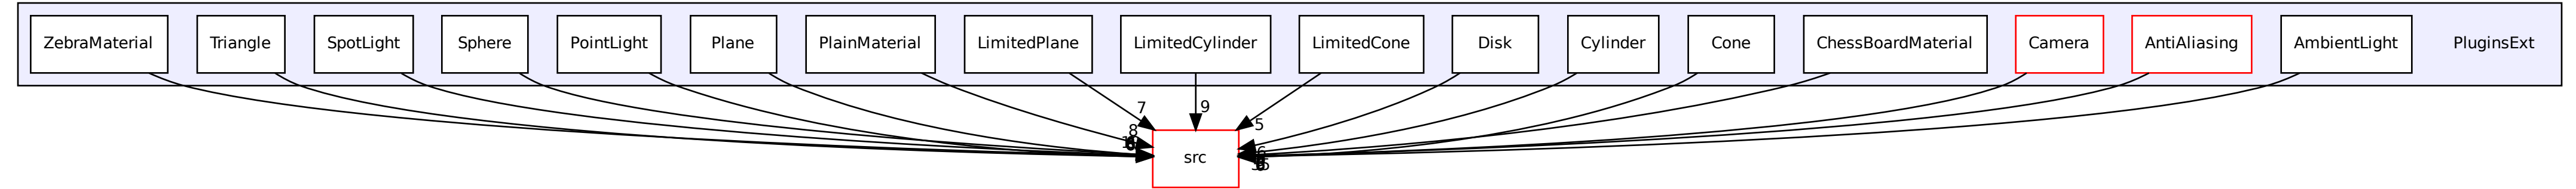 ZebraMaterial
Triangle
SpotLight
Sphere
PointLight
Plane
PlainMaterial
LimitedPlane
LimitedCylinder
LimitedCone
Disk
Cylinder
Cone
ChessBoardMaterial
Camera
AntiAliasing
AmbientLight
PluginsExt
7
9
5
8
src